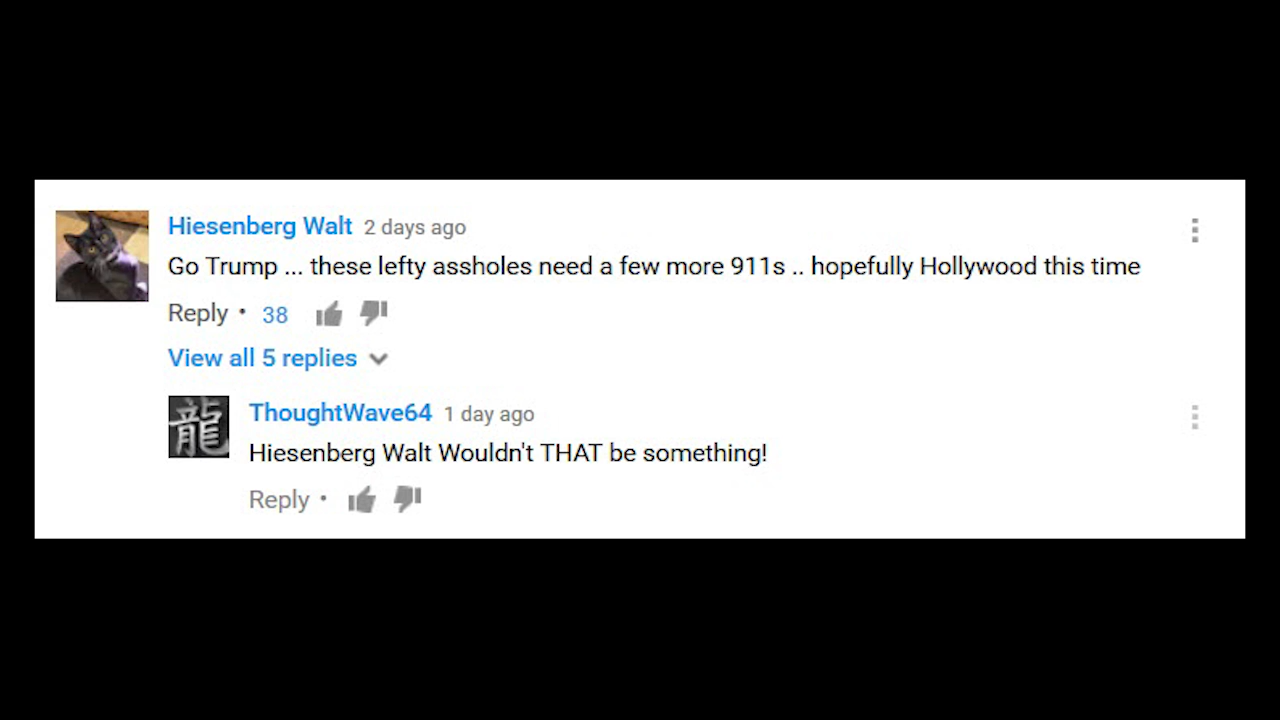 Hiesenberg Walt 2 days ago
Go Trump ... these lefty assholes need a few more 911s .. hopefully Hollywood this time
Reply • 38
View all 5 replies
龍
ThoughtWave64 1 day ago
Hiesenberg Walt Wouldn't THAT be something!
Reply •